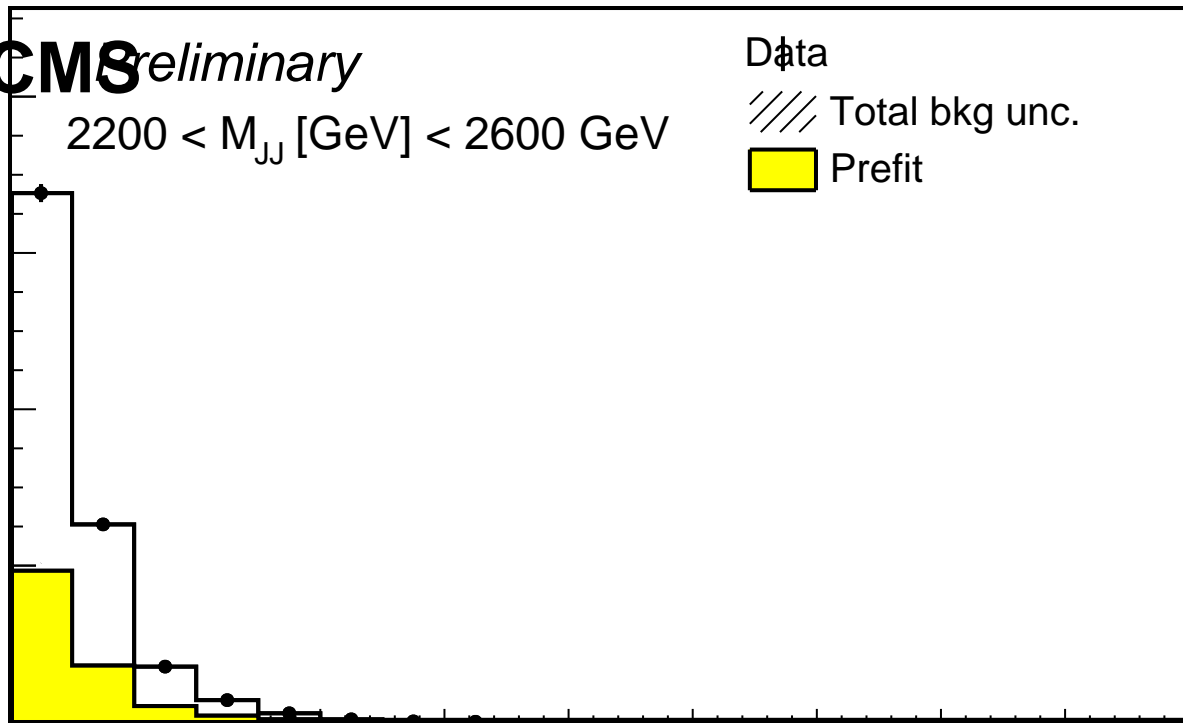 CMS Preliminary
2200 < M_JJ [GeV] < 2600 GeV
Data
Total bkg unc.
Prefit